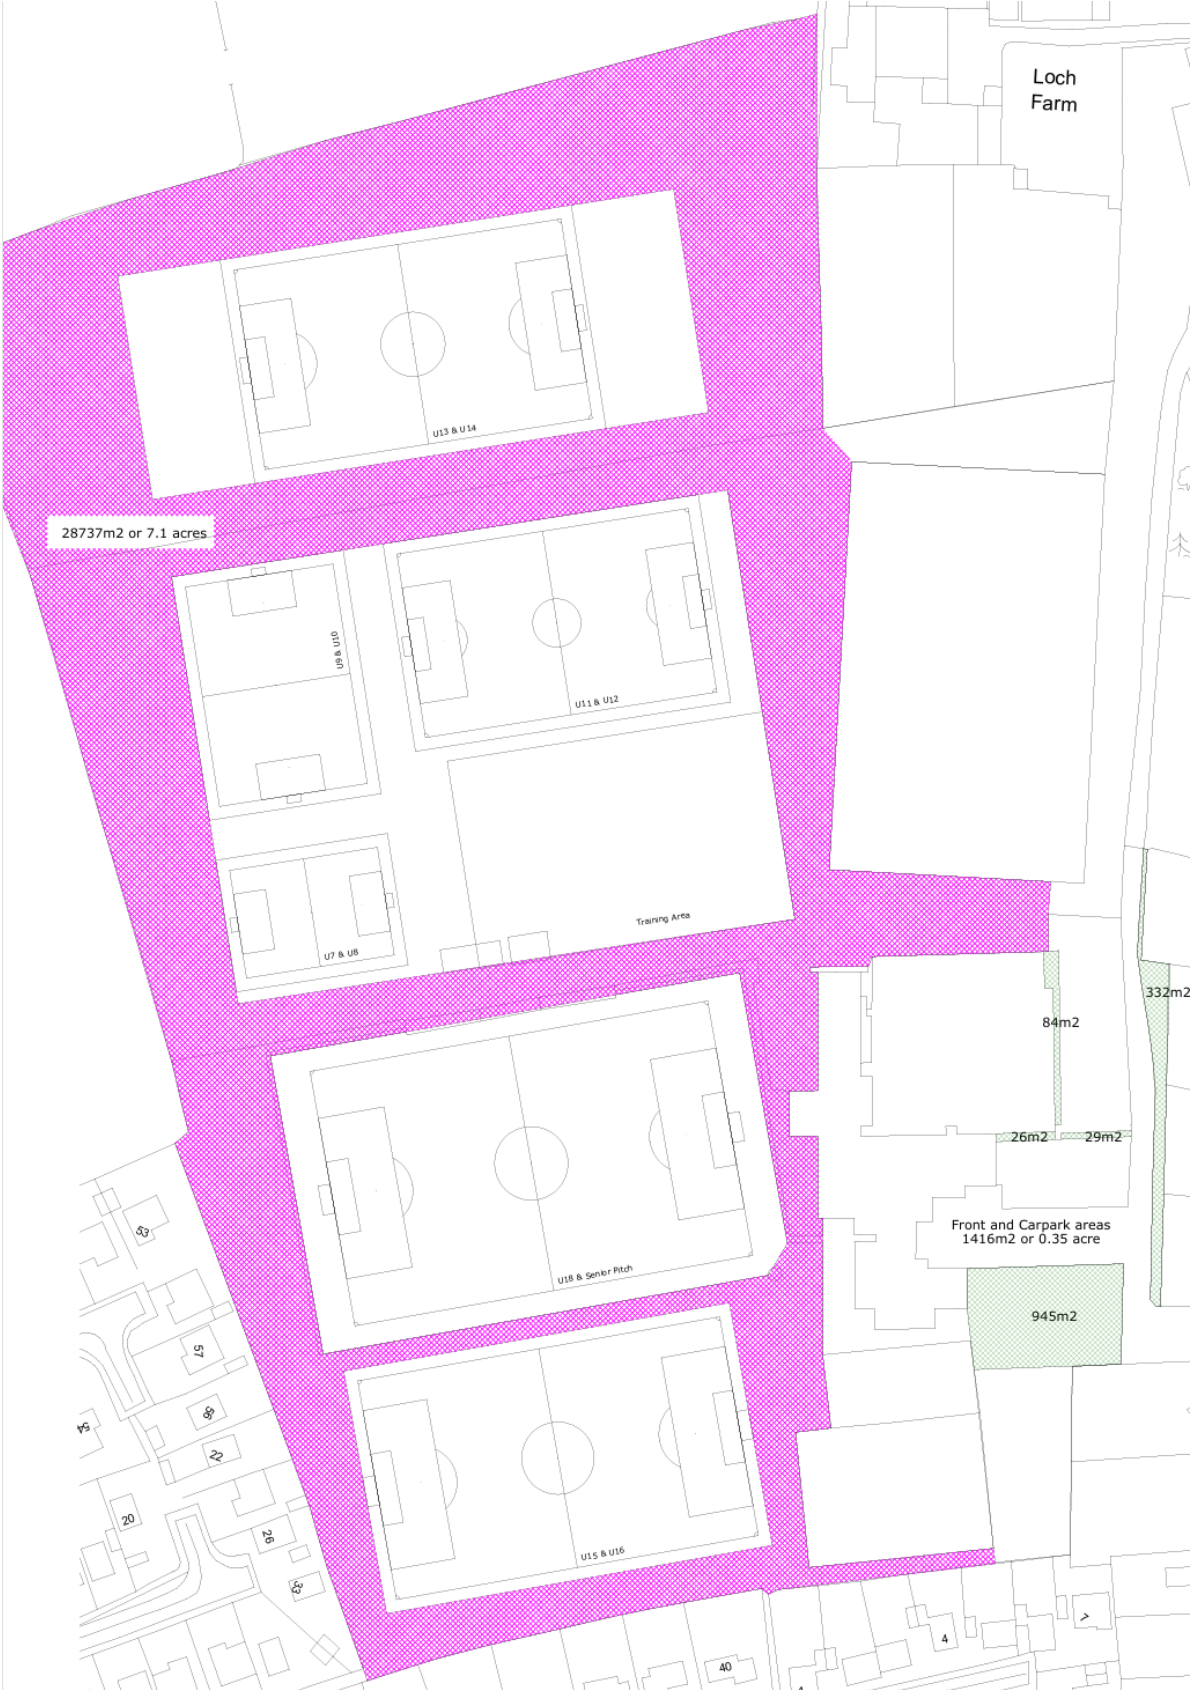 Loch
Farm
U13 & U14
28737m2 or 7.1 acres
U9 & U10
U11 & U12
Training Area
U7 & U8
332m2
84m2
26m2
29m2
Front and Carpark areas
1416m2 or 0.35 acre
945m2
U18 & Senior Pitch
U15 & U16
53
57
56
54
22
20
26
33
40
4
7